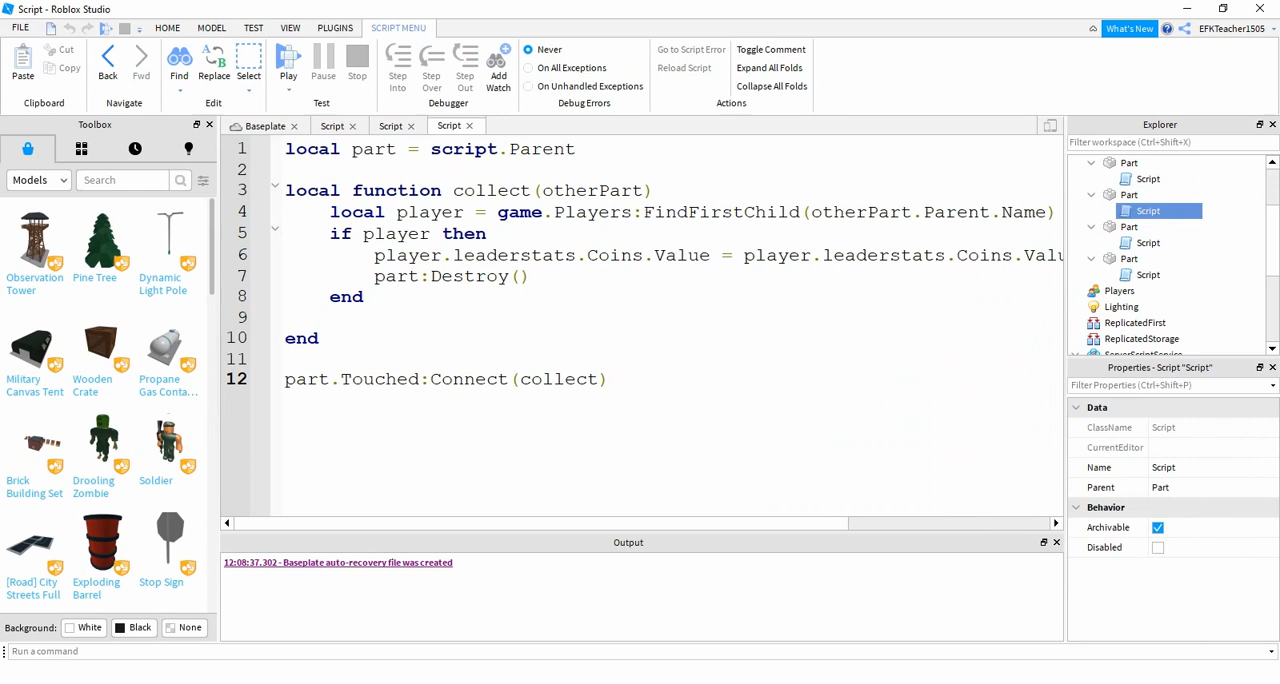 Script - Roblox Studio
FILE HOME MODEL TEST VIEW PLUGINS SCRIPT MENU What's New EFKTeacher1505
Paste Cut Copy
Clipboard
Back Fwd
Navigate
Find Replace Select
Edit
Play Pause Stop
Test
Step Into
Step Over
Step Out
Add Watch
Debugger
Never
On All Exceptions
On Unhandled Exceptions
Debug Errors
Go to Script Error
Reload Script
Toggle Comment
Expand All Folds
Collapse All Folds
Actions
Toolbox
Models Search
Observation Tower
Pine Tree
Dynamic Light Pole
Military Canvas Tent
Wooden Crate
Propane Gas Conta...
Brick Building Set
Drooling Zombie
Soldier
[Road] City Streets Full
Exploding Barrel
Stop Sign
Background: White Black None
Baseplate Script Script Script
1 local part = script.Parent
2
3 local function collect(otherPart)
4 local player = game.Players:FindFirstChild(otherPart.Parent.Name)
5 if player then
6 player.leaderstats.Coins.Value = player.leaderstats.Coins.Valu
7 part:Destroy()
8 end
9
10 end
11
12 part.Touched:Connect(collect)
Output
12:08:37.302 - Baseplate auto-recovery file was created
Explorer
Filter workspace (Ctrl+Shift+X)
Part
Script
Part
Script
Part
Script
Part
Script
Players
Lighting
ReplicatedFirst
ReplicatedStorage
ServerScriptService
Properties - Script "Script"
Filter Properties (Ctrl+Shift+P)
Data
ClassName Script
CurrentEditor
Name Script
Parent Part
Behavior
Archivable
Disabled
Run a command